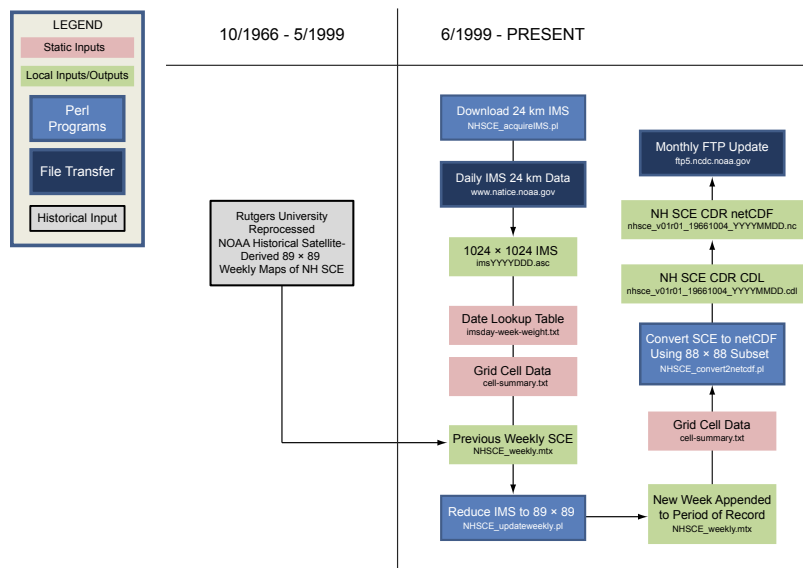 LEGEND
Static Inputs
Local Inputs/Outputs
Perl
Programs
File Transfer
Historical Input
10/1966 - 5/1999
6/1999 - PRESENT
Rutgers University
Reprocessed
NOAA Historical Satellite-
Derived 89 × 89
Weekly Maps of NH SCE
Download 24 km IMS
NHSCE_acquireIMS.pl
Daily IMS 24 km Data
www.natice.noaa.gov
1024 × 1024 IMS
imsYYYYDDD.asc
Date Lookup Table
imsday-week-weight.txt
Grid Cell Data
cell-summary.txt
Previous Weekly SCE
NHSCE_weekly.mtx
Reduce IMS to 89 × 89
NHSCE_updateweekly.pl
Monthly FTP Update
ftp5.ncdc.noaa.gov
NH SCE CDR netCDF
nhsce_v01r01_19661004_YYYYMMDD.nc
NH SCE CDR CDL
nhsce_v01r01_19661004_YYYYMMDD.cdl
Convert SCE to netCDF
Using 88 × 88 Subset
NHSCE_convert2netcdf.pl
Grid Cell Data
cell-summary.txt
New Week Appended
to Period of Record
NHSCE_weekly.mtx